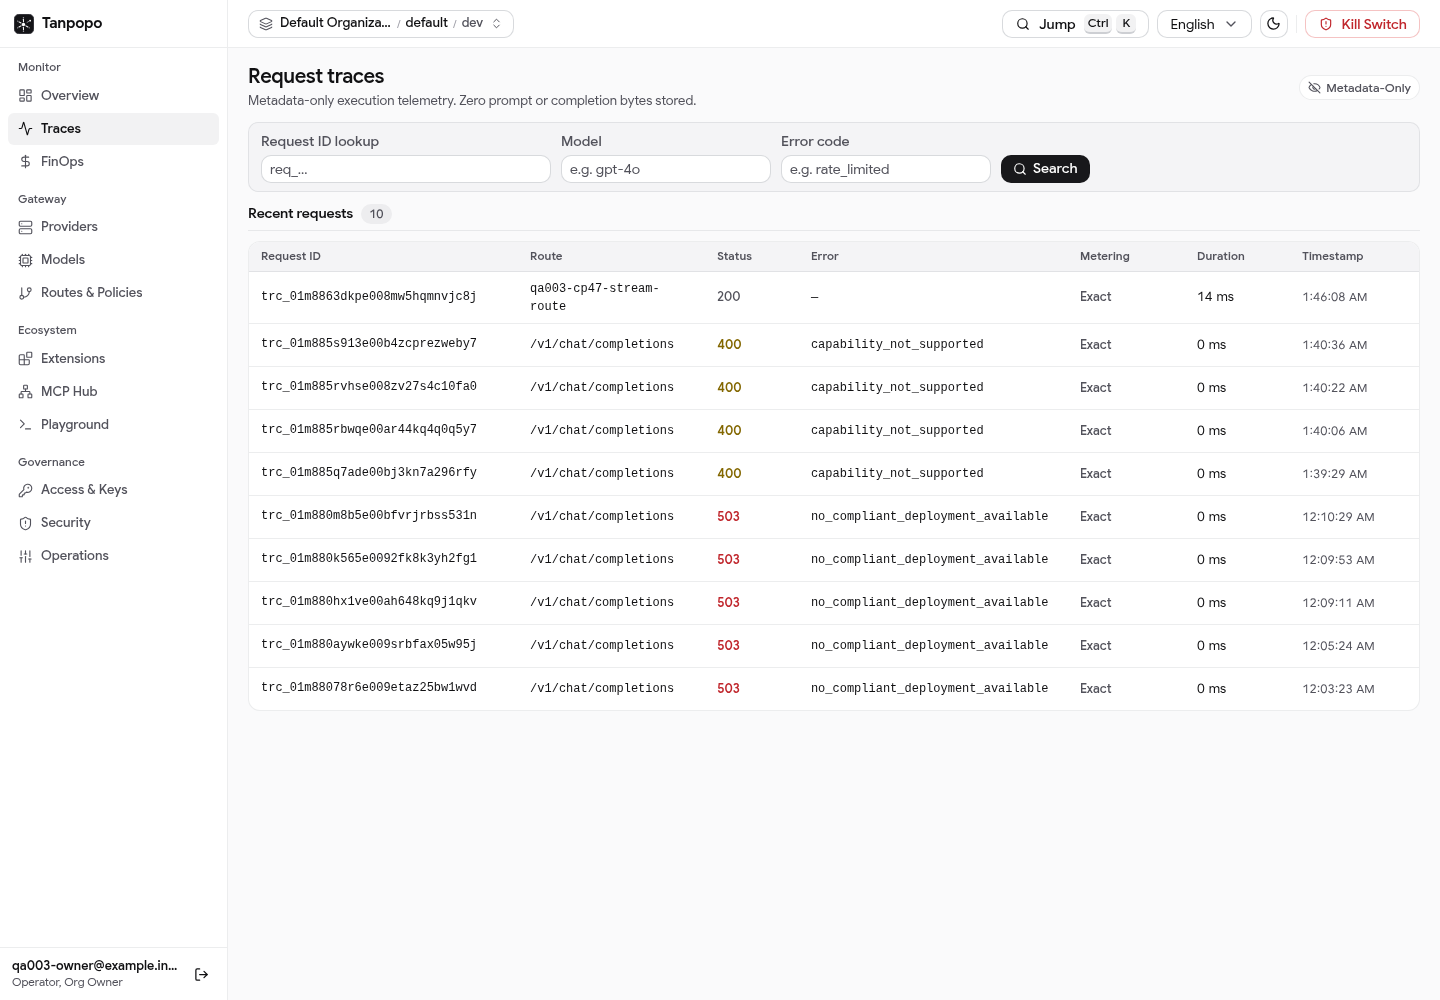 Tanpopo
Default Organiza... / default / dev
Jump Ctrl K
English
Kill Switch
Monitor
Overview
Traces
FinOps
Gateway
Providers
Models
Routes & Policies
Ecosystem
Extensions
MCP Hub
Playground
Governance
Access & Keys
Security
Operations
qa003-owner@example.in...
Operator, Org Owner
Request traces
Metadata-only execution telemetry. Zero prompt or completion bytes stored.
Metadata-Only
Request ID lookup Model Error code
req_... e.g. gpt-4o e.g. rate_limited Search
Recent requests 10
Request ID Route Status Error Metering Duration Timestamp
trc_01m8863dkpe008mw5hqmnvjc8j qa003-cp47-stream-route 200 — Exact 14 ms 1:46:08 AM
trc_01m885s913e00b4zcprezweby7 /v1/chat/completions 400 capability_not_supported Exact 0 ms 1:40:36 AM
trc_01m885rvhse008zv27s4c10fa0 /v1/chat/completions 400 capability_not_supported Exact 0 ms 1:40:22 AM
trc_01m885rbwqe00ar44kq4q0q5y7 /v1/chat/completions 400 capability_not_supported Exact 0 ms 1:40:06 AM
trc_01m885q7ade00bj3kn7a296rfy /v1/chat/completions 400 capability_not_supported Exact 0 ms 1:39:29 AM
trc_01m880m8b5e00bfvrjrbss531n /v1/chat/completions 503 no_compliant_deployment_available Exact 0 ms 12:10:29 AM
trc_01m880k565e0092fk8k3yh2fg1 /v1/chat/completions 503 no_compliant_deployment_available Exact 0 ms 12:09:53 AM
trc_01m880hx1ve00ah648kq9j1qkv /v1/chat/completions 503 no_compliant_deployment_available Exact 0 ms 12:09:11 AM
trc_01m880aywke009srbfax05w95j /v1/chat/completions 503 no_compliant_deployment_available Exact 0 ms 12:05:24 AM
trc_01m88078r6e009etaz25bw1wvd /v1/chat/completions 503 no_compliant_deployment_available Exact 0 ms 12:03:23 AM